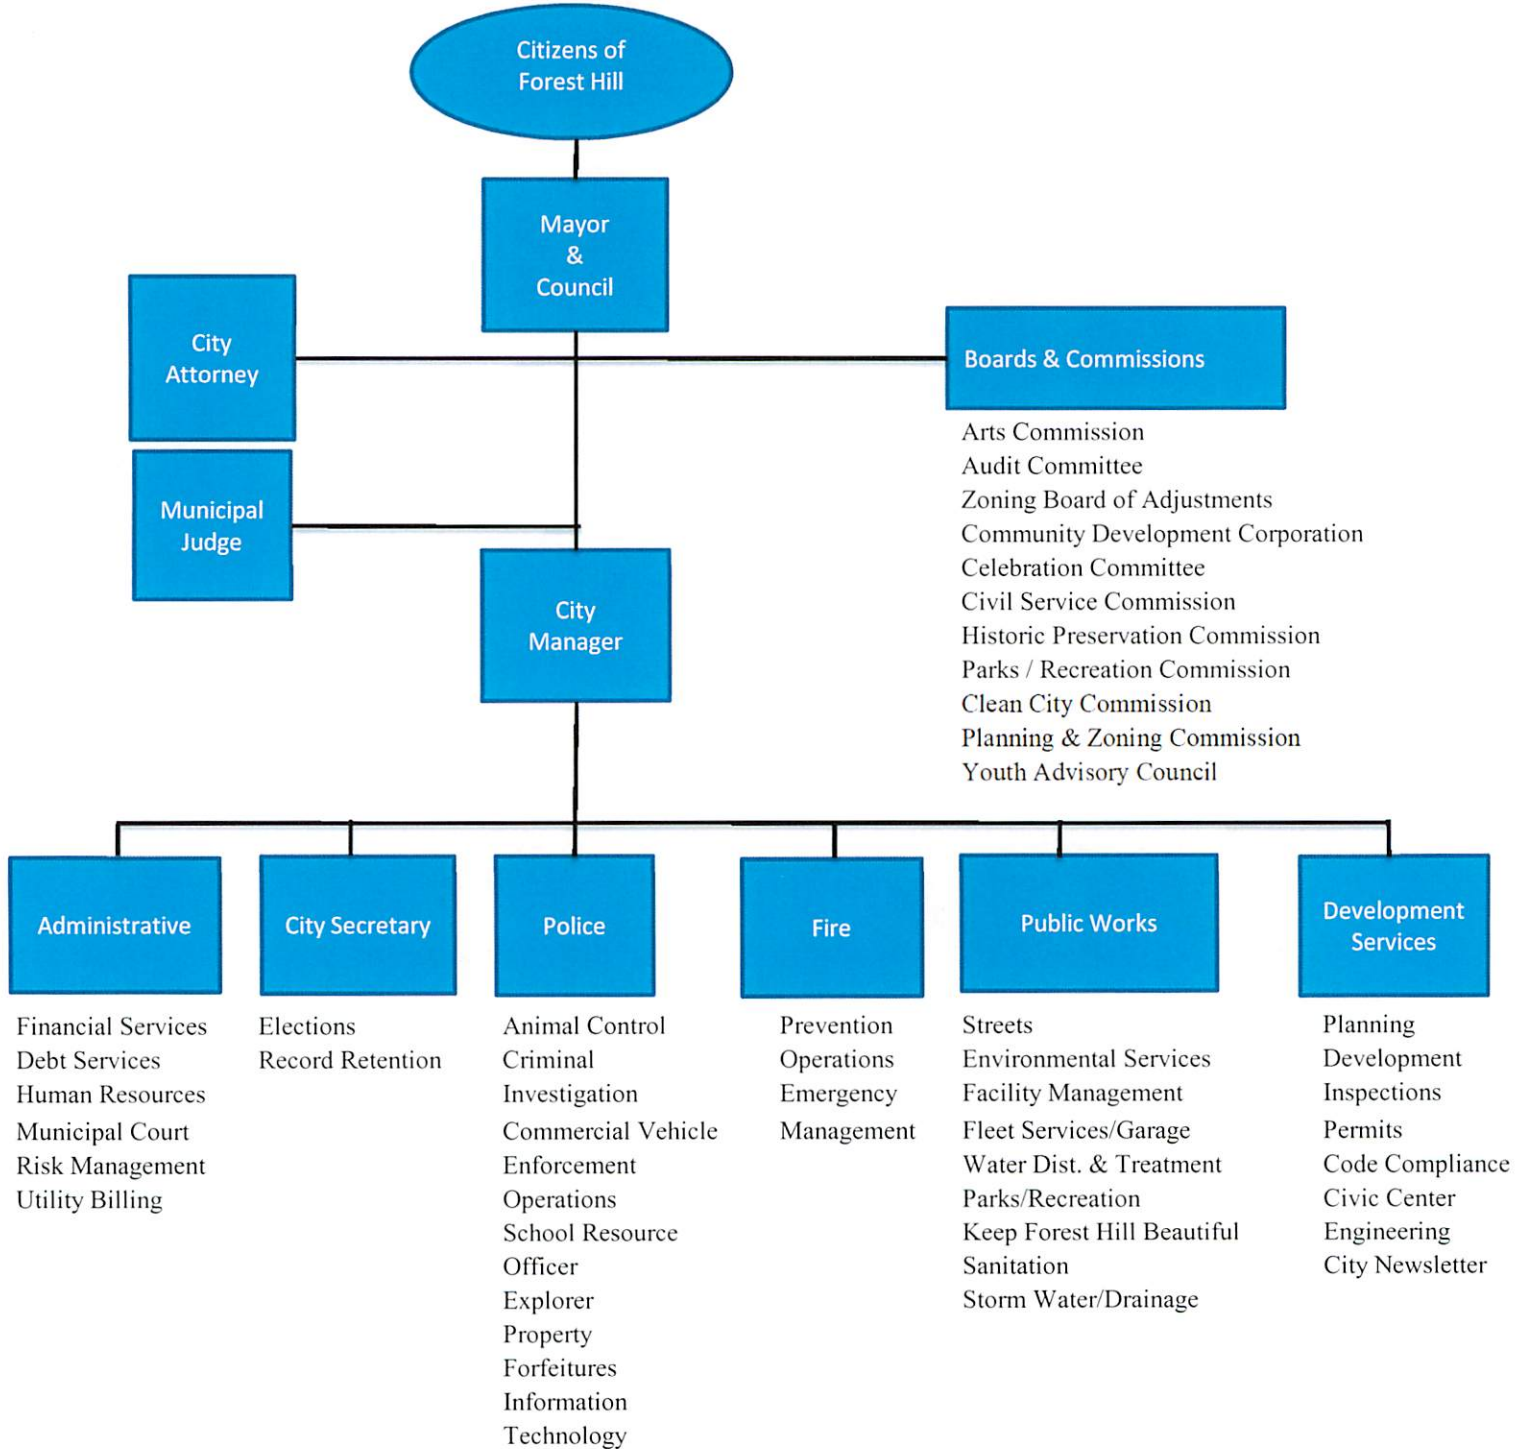 Citizens of
Forest Hill
Mayor
&
Council
City
Attorney
Boards & Commissions
Arts Commission
Audit Committee
Zoning Board of Adjustments
Community Development Corporation
Celebration Committee
Civil Service Commission
Historic Preservation Commission
Parks / Recreation Commission
Clean City Commission
Planning & Zoning Commission
Youth Advisory Council
Municipal
Judge
City
Manager
Administrative
Financial Services
Debt Services
Human Resources
Municipal Court
Risk Management
Utility Billing
City Secretary
Elections
Record Retention
Police
Animal Control
Criminal
Investigation
Commercial Vehicle
Enforcement
Operations
School Resource
Officer
Explorer
Property
Forfeitures
Information
Technology
Fire
Prevention
Operations
Emergency
Management
Public Works
Streets
Environmental Services
Facility Management
Fleet Services/Garage
Water Dist. & Treatment
Parks/Recreation
Keep Forest Hill Beautiful
Sanitation
Storm Water/Drainage
Development
Services
Planning
Development
Inspections
Permits
Code Compliance
Civic Center
Engineering
City Newsletter